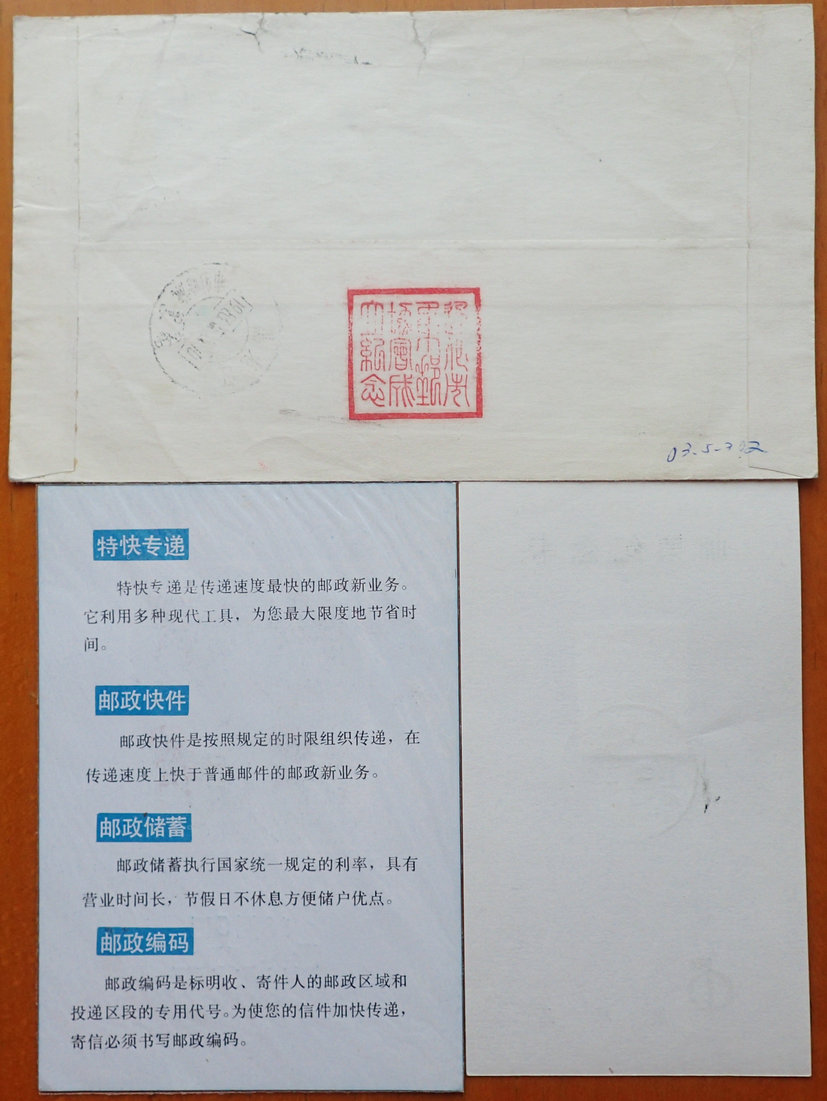 協會成
立紀念
特快专递
特快专递是传递速度最快的邮政新业务。
它利用多种现代工具，为您最大限度地节省时
间。
邮政快件
邮政快件是按照规定的时限组织传递，在
传递速度上快于普通邮件的邮政新业务。
邮政储蓄
邮政储蓄执行国家统一规定的利率，具有
营业时间长，节假日不休息方便储户优点。
邮政编码
邮政编码是标明收、寄件人的邮政区域和
投递区段的专用代号。为使您的信件加快传递，
寄信必须书写邮政编码。